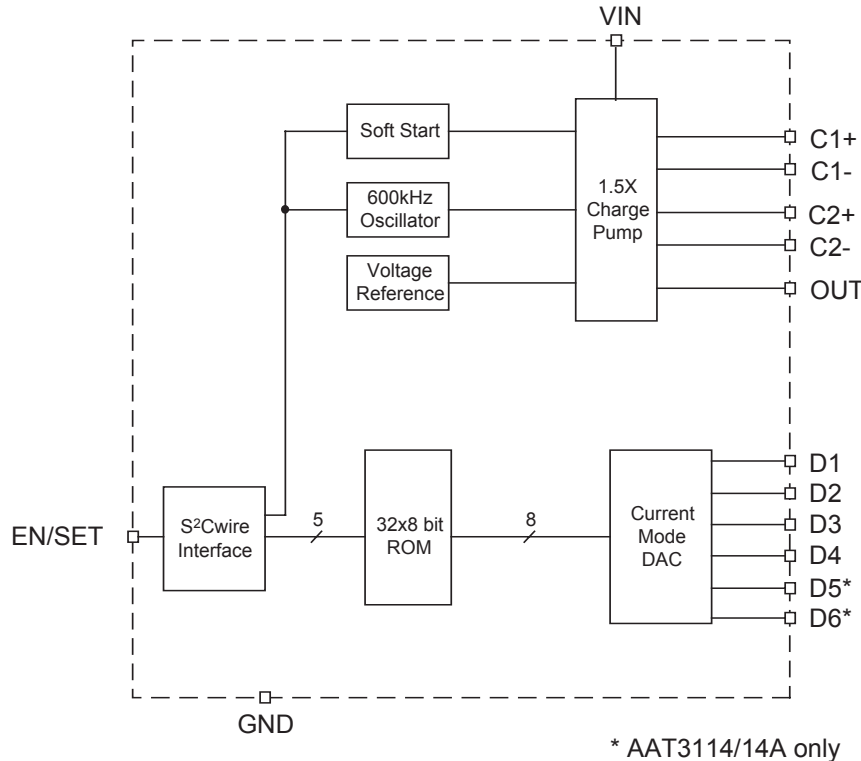 VIN
Soft Start
600kHz
Oscillator
Voltage
Reference
1.5X
Charge
Pump
C1+
C1-
C2+
C2-
OUT
EN/SET
S²Cwire
Interface
5
32x8 bit
ROM
8
Current
Mode
DAC
D1
D2
D3
D4
D5*
D6*
GND
* AAT3114/14A only